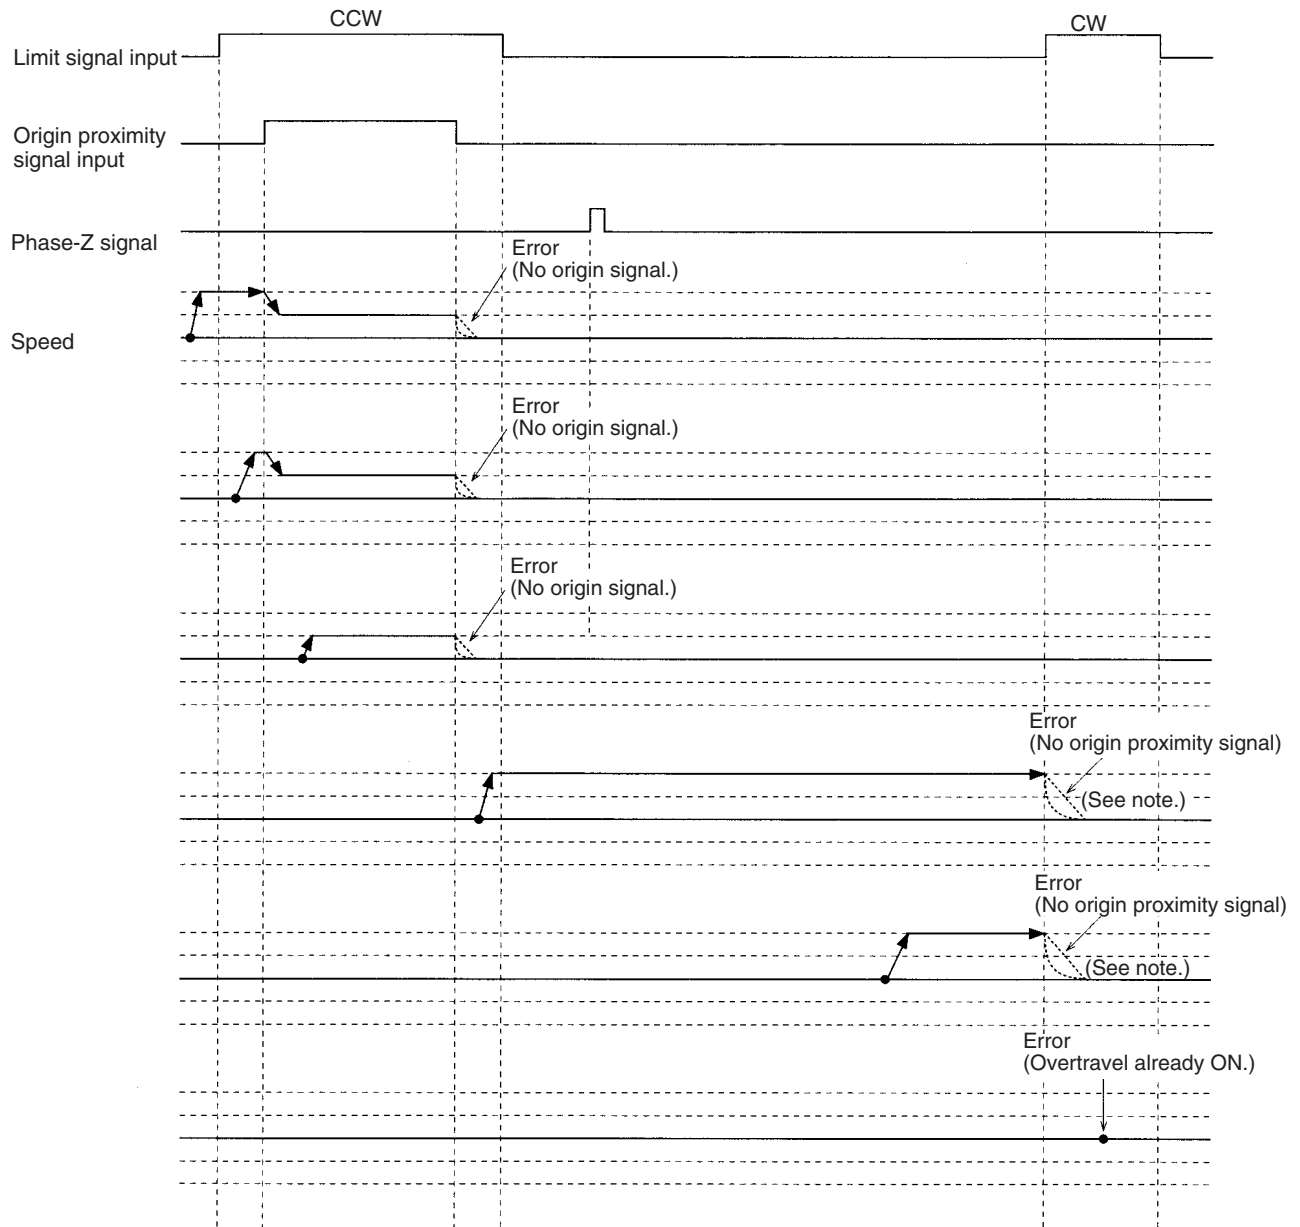 CCW
CW
Limit signal input
Origin proximity
signal input
Phase-Z signal
Error
(No origin signal.)
Speed
Error
(No origin signal.)
Error
(No origin signal.)
Error
(No origin proximity signal)
(See note.)
Error
(No origin proximity signal)
(See note.)
Error
(Overtravel already ON.)